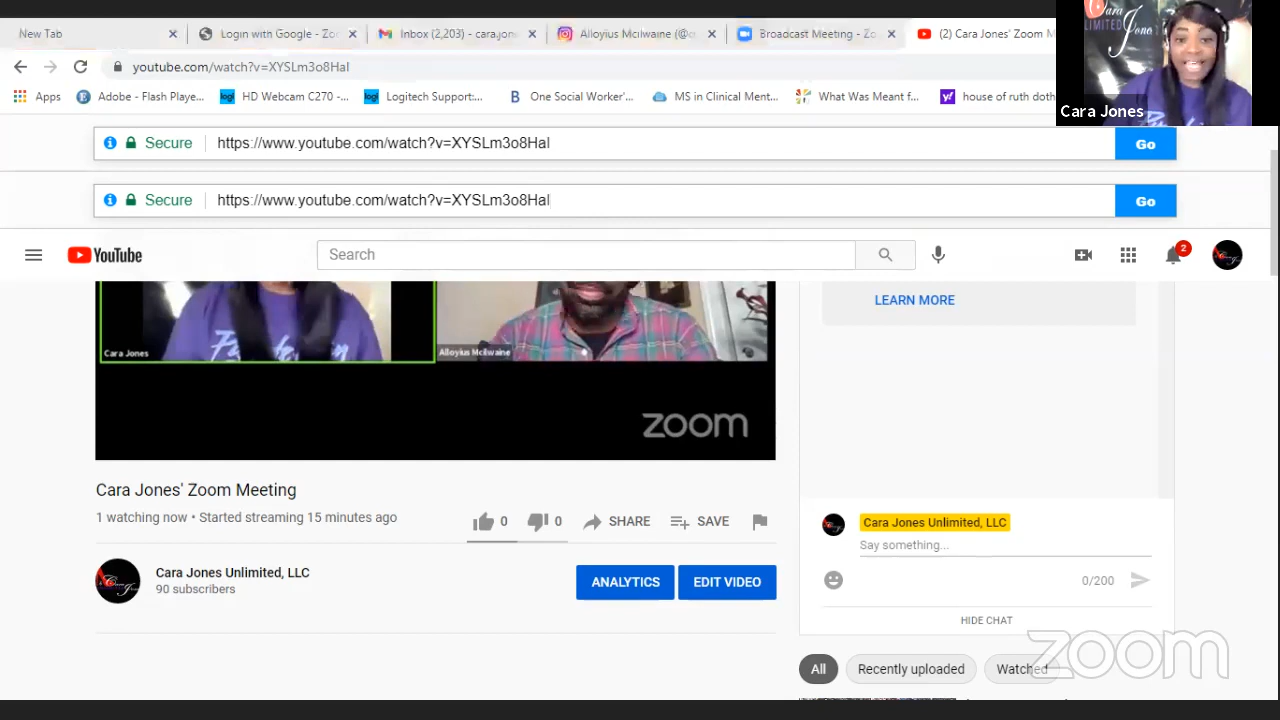 New Tab
Login with Google - Zoo
Inbox (2,203) - cara.jon
Alloyius Mcilwaine (@a
Broadcast Meeting - Zo
(2) Cara Jones' Zoom M
youtube.com/watch?v=XYSLm3o8HaI
Apps
Adobe - Flash Playe...
HD Webcam C270 -...
Logitech Support:...
One Social Worker'...
MS in Clinical Ment...
What Was Meant f...
house of ruth doth
Cara
LIMITED
Jones
Cara Jones
Secure
https://www.youtube.com/watch?v=XYSLm3o8HaI
Go
Secure
https://www.youtube.com/watch?v=XYSLm3o8HaI
Go
YouTube
Search
2
LEARN MORE
Cara Jones
Alloyius Mcilwaine
zoom
Cara Jones' Zoom Meeting
1 watching now • Started streaming 15 minutes ago
0
0
SHARE
SAVE
Cara Jones Unlimited, LLC
90 subscribers
ANALYTICS
EDIT VIDEO
Cara Jones Unlimited, LLC
Say something...
0/200
HIDE CHAT
zoom
All
Recently uploaded
Watched